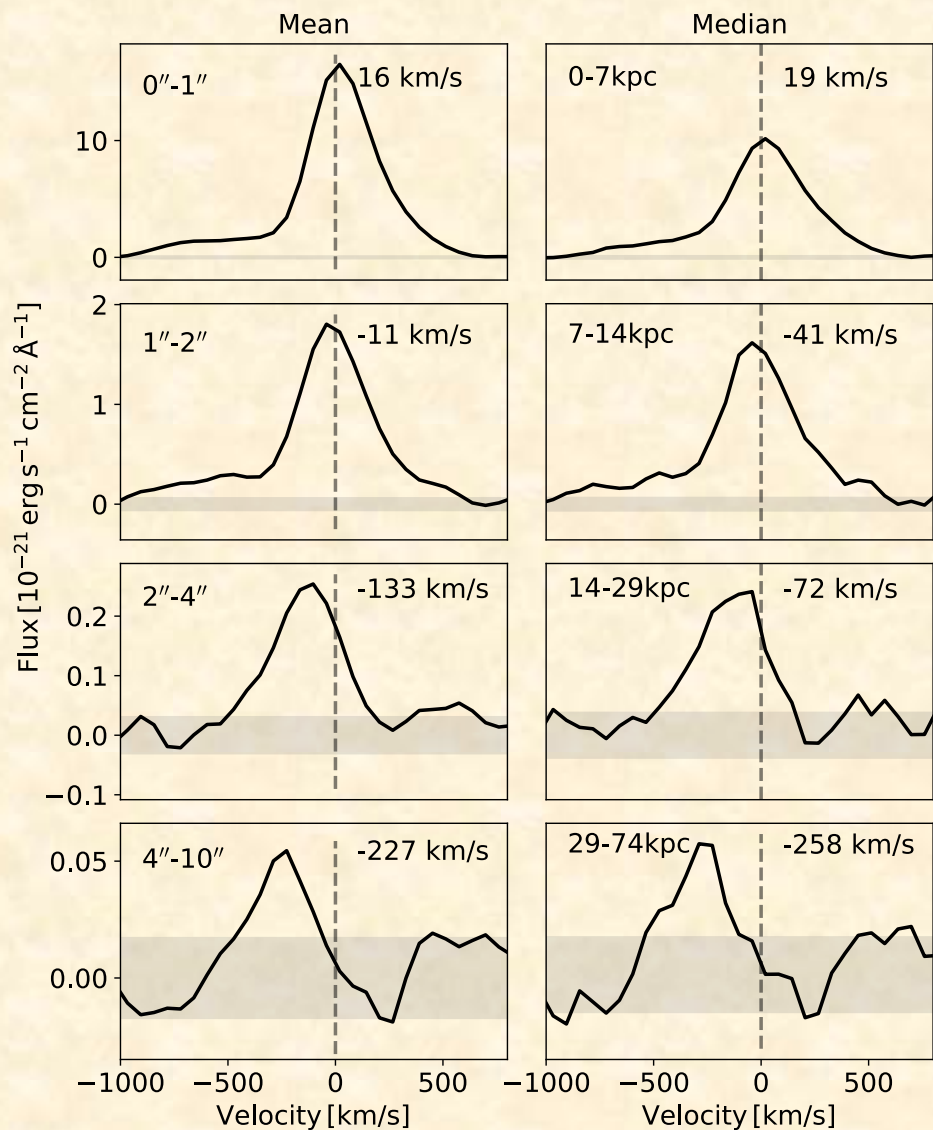 Mean
Median
0″-1″
16 km/s
0-7kpc
19 km/s
10
0
1″-2″
-11 km/s
7-14kpc
-41 km/s
2
1
0
Flux [10⁻²¹ erg s⁻¹ cm⁻² Å⁻¹]
2″-4″
-133 km/s
14-29kpc
-72 km/s
0.2
0.1
0.0
−0.1
4″-10″
-227 km/s
29-74kpc
-258 km/s
0.05
0.00
−1000 0 500 −1000 0 500
Velocity [km/s]
Velocity [km/s]